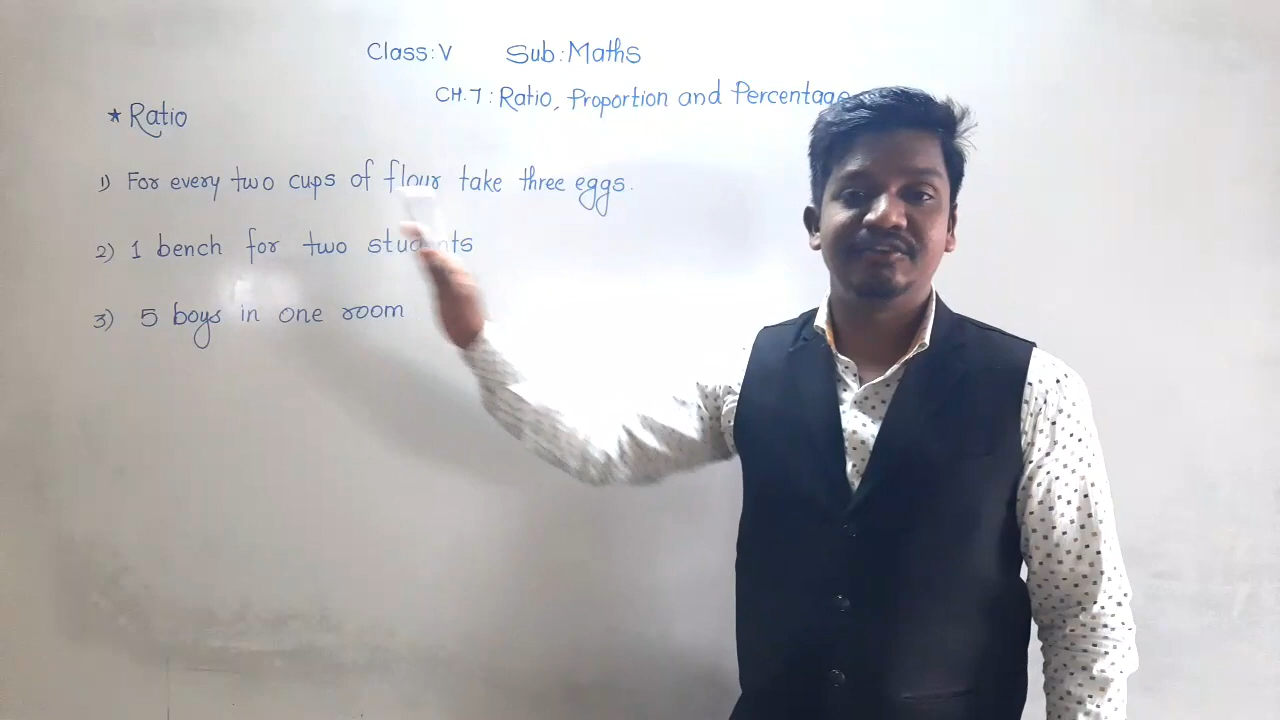 Class: V Sub: Maths
CH. 7: Ratio, Proportion and Percentage
★ Ratio
1) For every two cups of flour take three eggs.
2) 1 bench for two students
3) 5 boys in one room